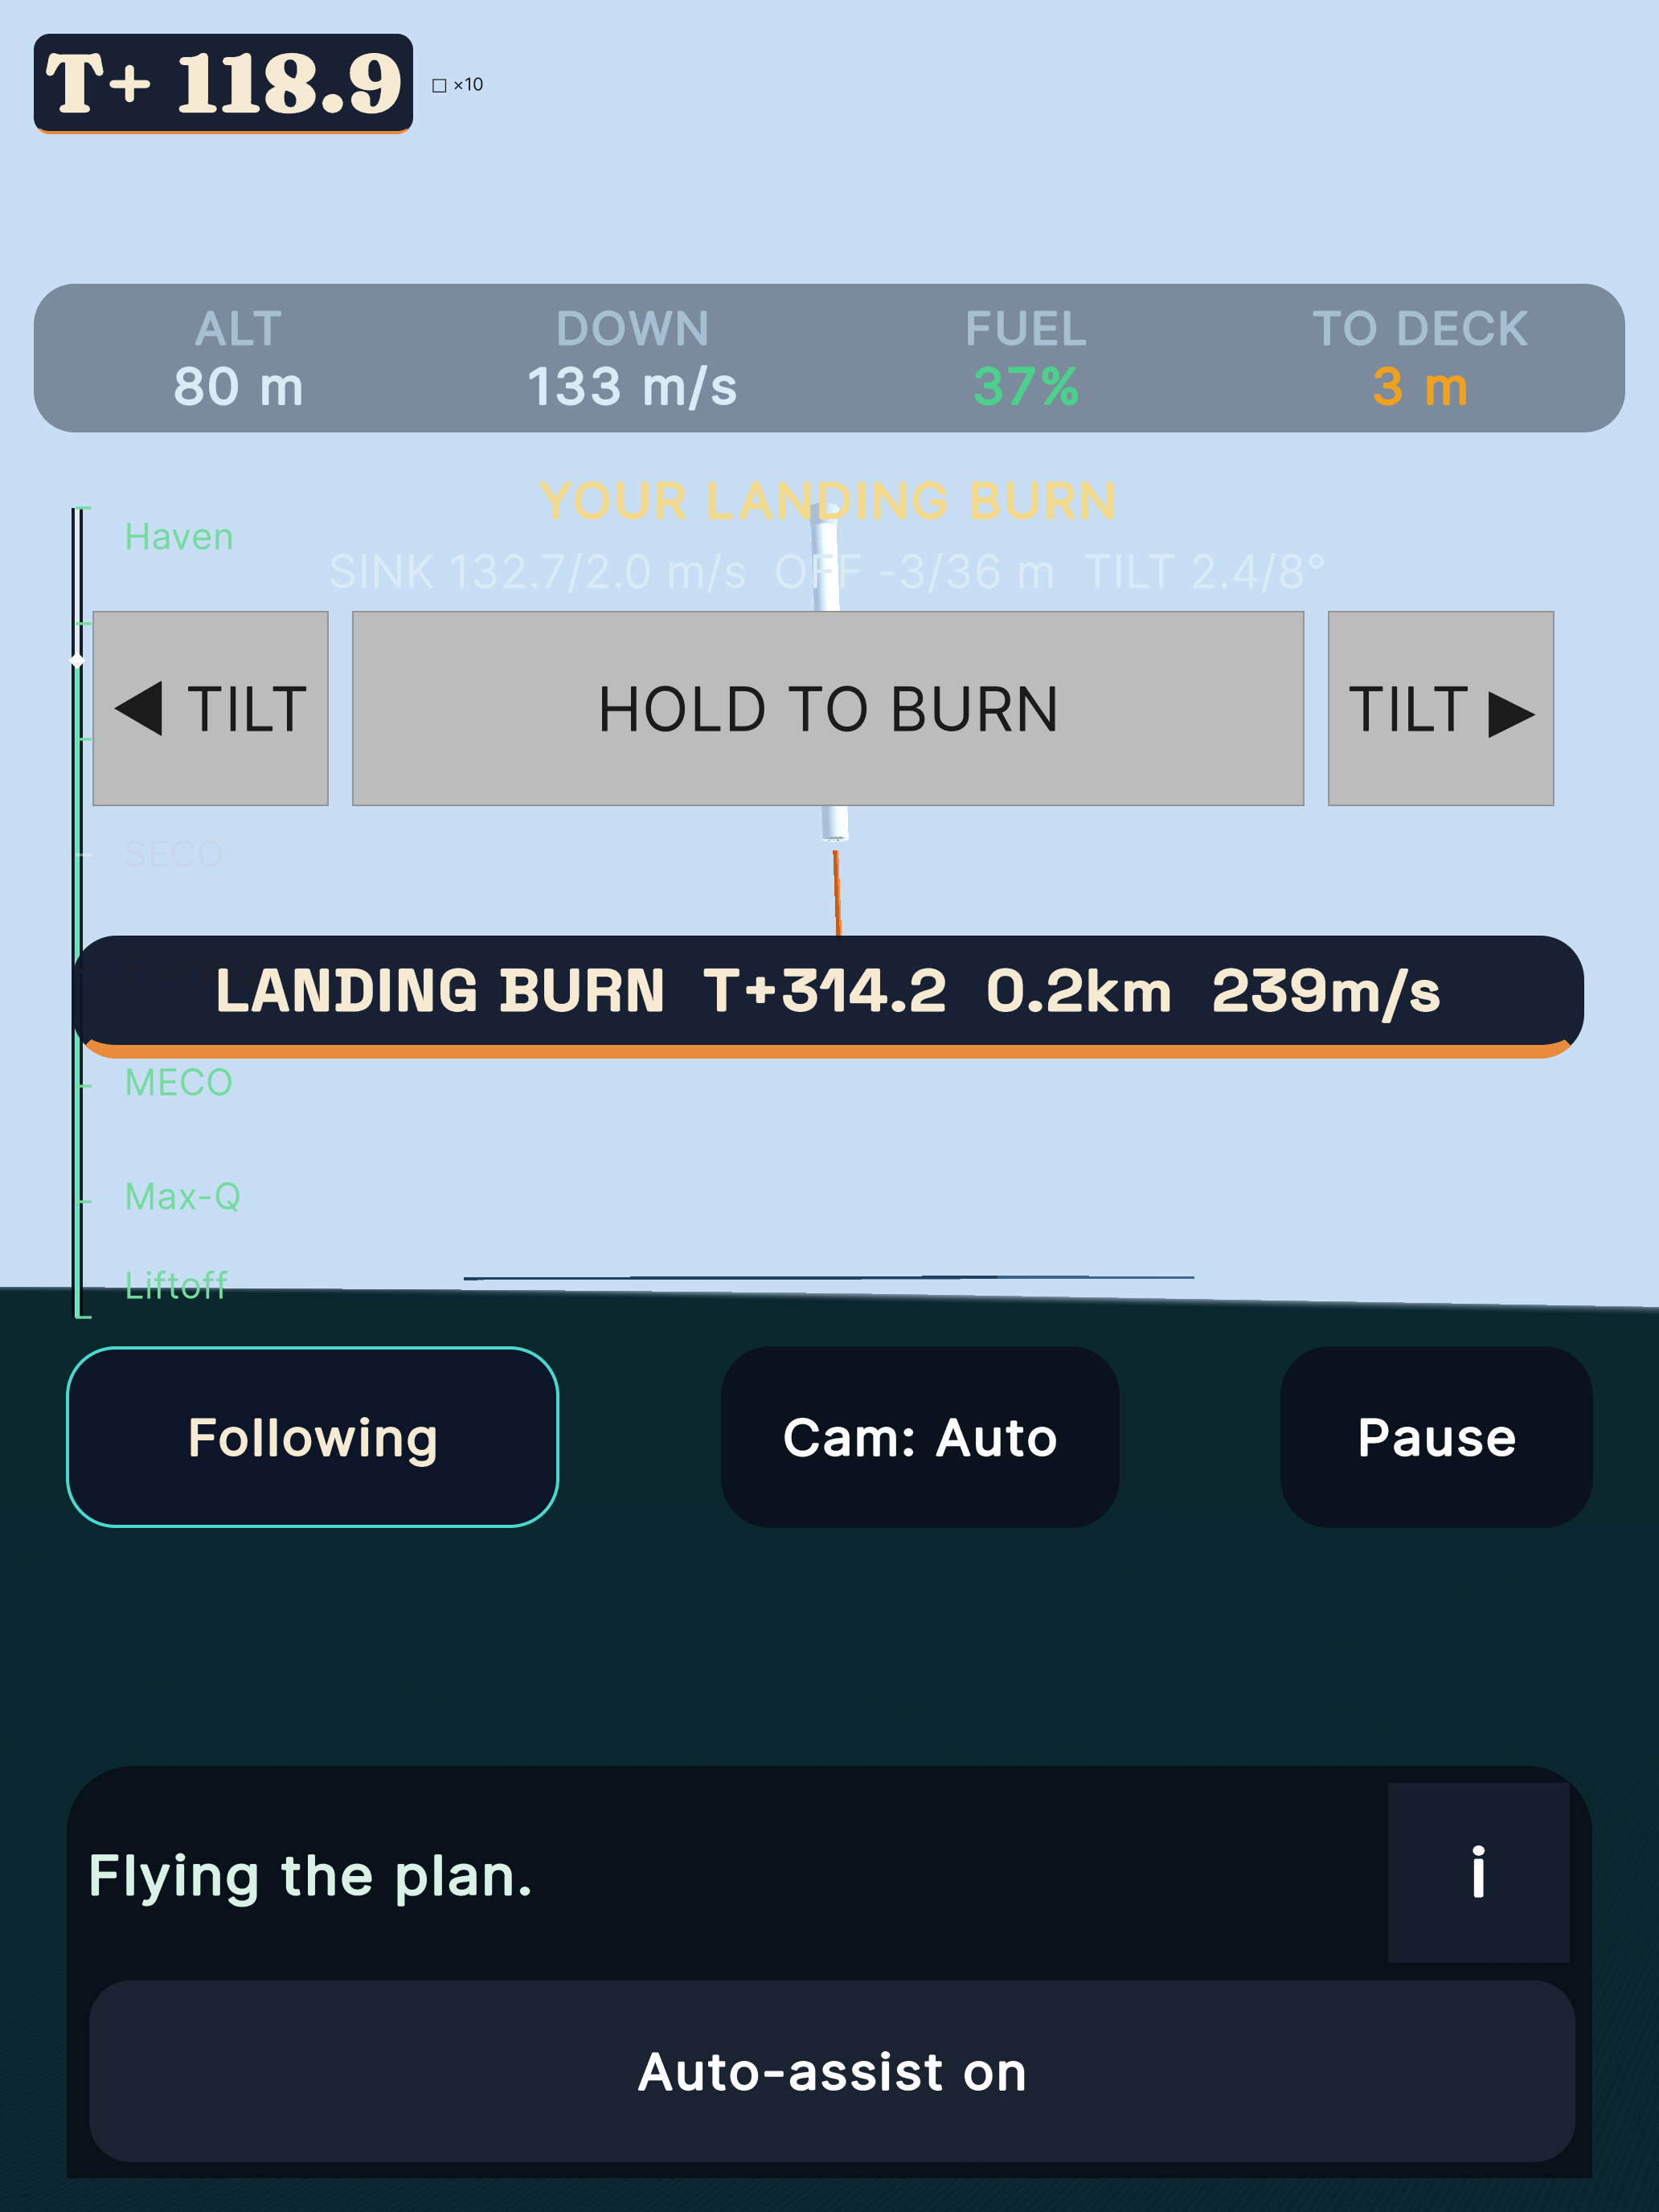 T+ 118.9
□ ×10
ALT DOWN FUEL TO DECK
80 m 133 m/s 37% 3 m
YOUR LANDING BURN
Haven
SINK 132.7/2.0 m/s OFF -3/36 m TILT 2.4/8°
◀ TILT HOLD TO BURN TILT ▶
SECO
LANDING BURN T+314.2 0.2km 239m/s
MECO
Max-Q
Liftoff
Following Cam: Auto Pause
Flying the plan. i
Auto-assist on